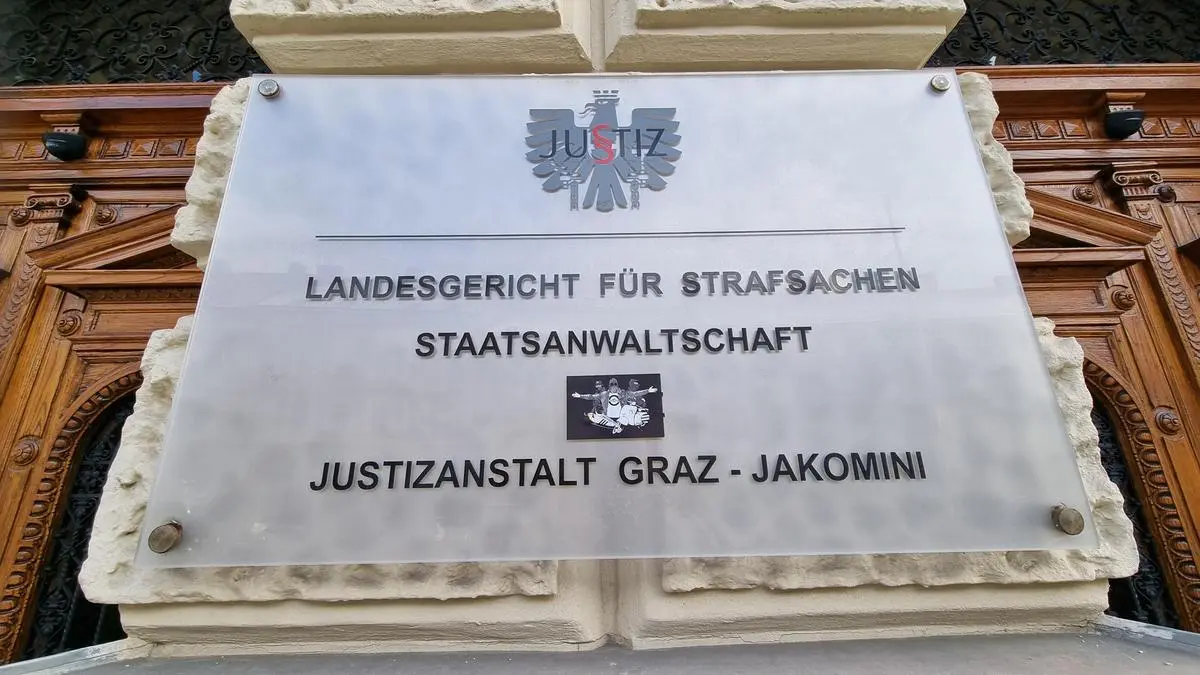 JUSTIZ
LANDESGERICHT FÜR STRAFSACHEN
STAATSANWALTSCHAFT
JUSTIZANSTALT GRAZ - JAKOMINI